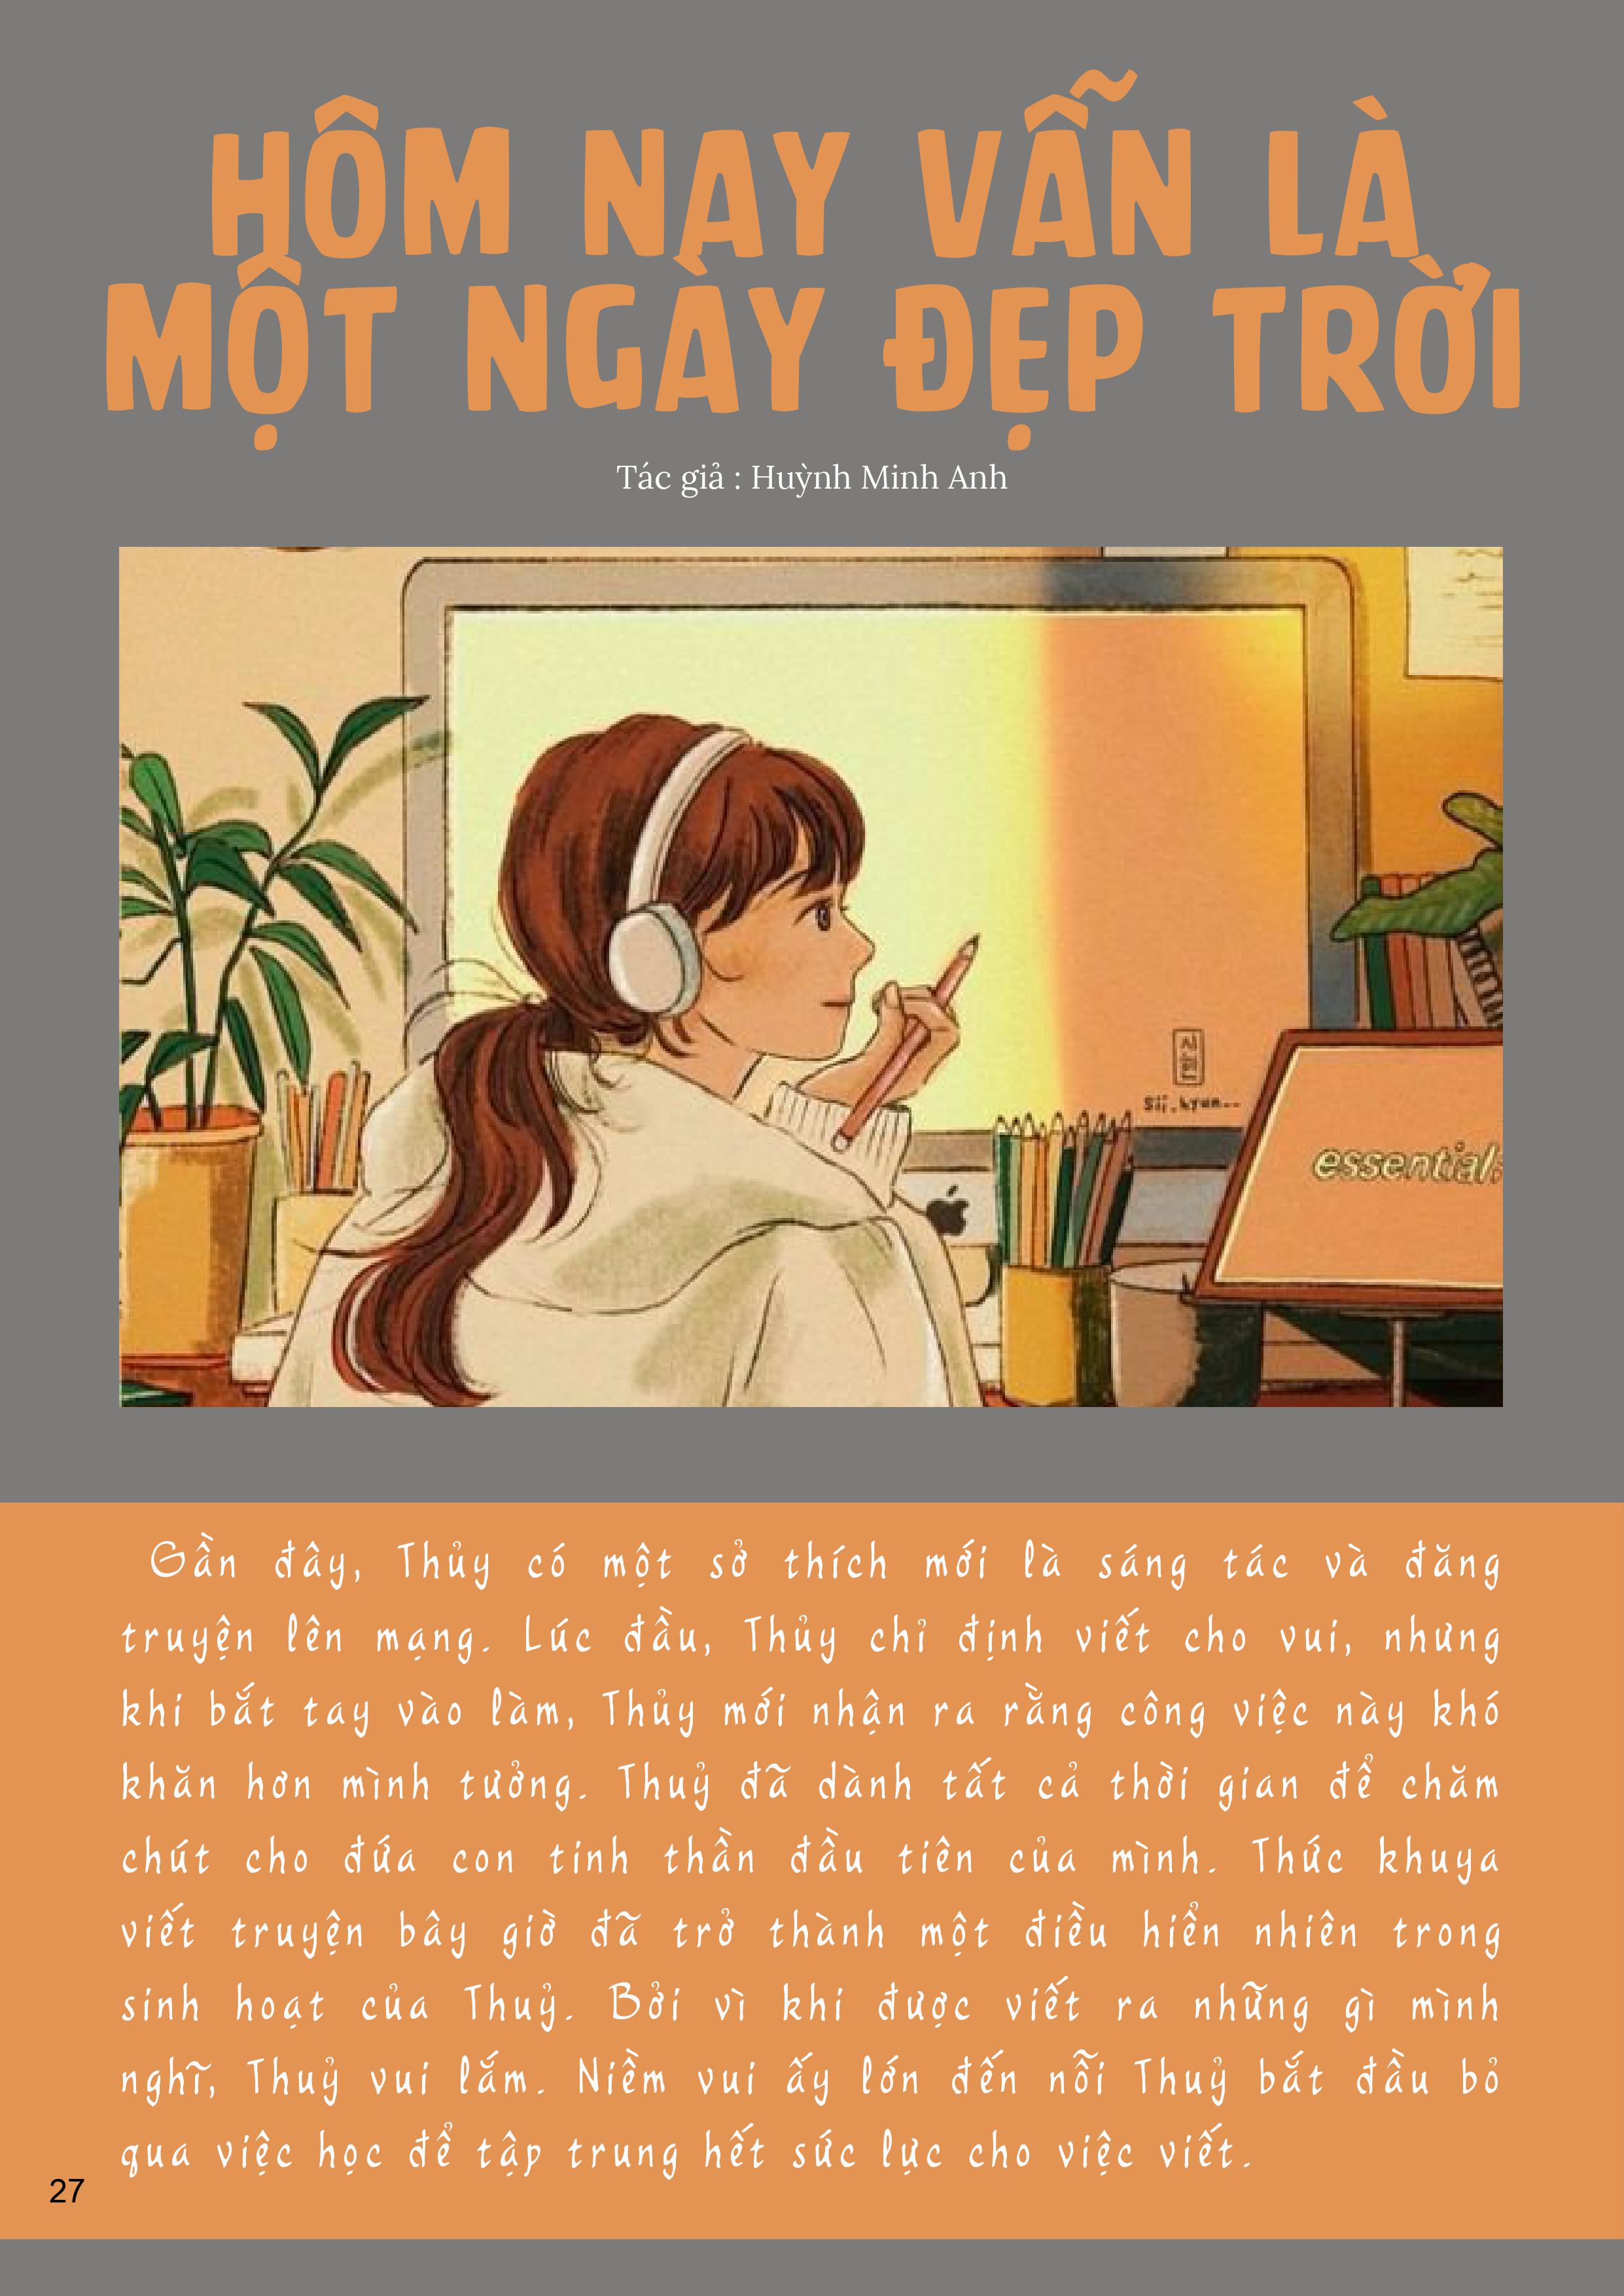 HÔM NAY VẪN LÀ
MỘT NGÀY ĐẸP TRỜI
Tác giả : Huỳnh Minh Anh
시현
Sii.hyun--
essential;
Gần đây, Thủy có một sở thích mới là sáng tác và đăng
truyện lên mạng. Lúc đầu, Thủy chỉ định viết cho vui, nhưng
khi bắt tay vào làm, Thủy mới nhận ra rằng công việc này khó
khăn hơn mình tưởng. Thuỷ đã dành tất cả thời gian để chăm
chút cho đứa con tinh thần đầu tiên của mình. Thức khuya
viết truyện bây giờ đã trở thành một điều hiển nhiên trong
sinh hoạt của Thuỷ. Bởi vì khi được viết ra những gì mình
nghĩ, Thuỷ vui lắm. Niềm vui ấy lớn đến nỗi Thuỷ bắt đầu bỏ
qua việc học để tập trung hết sức lực cho việc viết.
27